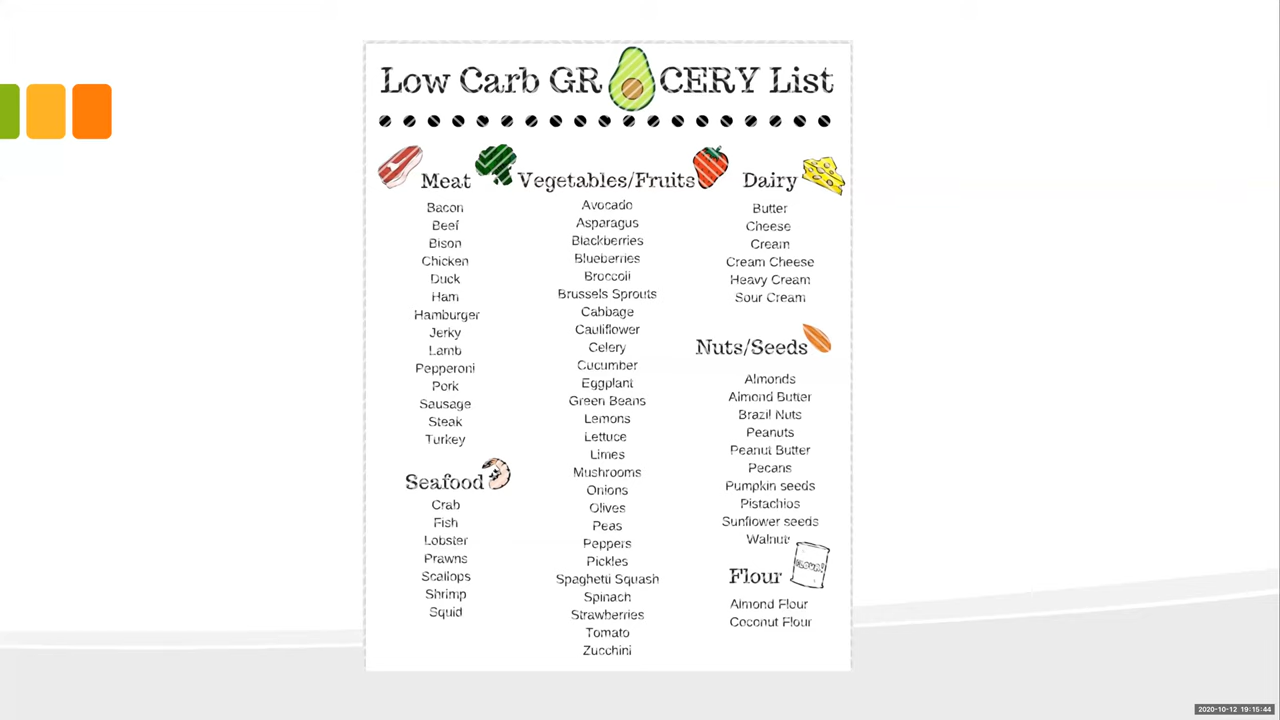 Low Carb GROCERY List
Meat
Bacon
Beef
Bison
Chicken
Duck
Ham
Hamburger
Jerky
Lamb
Pepperoni
Pork
Sausage
Steak
Turkey
Seafood
Crab
Fish
Lobster
Prawns
Scallops
Shrimp
Squid
Vegetables/Fruits
Avocado
Asparagus
Blackberries
Blueberries
Broccoli
Brussels Sprouts
Cabbage
Cauliflower
Celery
Cucumber
Eggplant
Green Beans
Lemons
Lettuce
Limes
Mushrooms
Onions
Olives
Peas
Peppers
Pickles
Spaghetti Squash
Spinach
Strawberries
Tomato
Zucchini
Dairy
Butter
Cheese
Cream
Cream Cheese
Heavy Cream
Sour Cream
Nuts/Seeds
Almonds
Almond Butter
Brazil Nuts
Peanuts
Peanut Butter
Pecans
Pumpkin seeds
Pistachios
Sunflower seeds
Walnuts
Flour
Almond Flour
Coconut Flour
2020-10-12 19:15:44